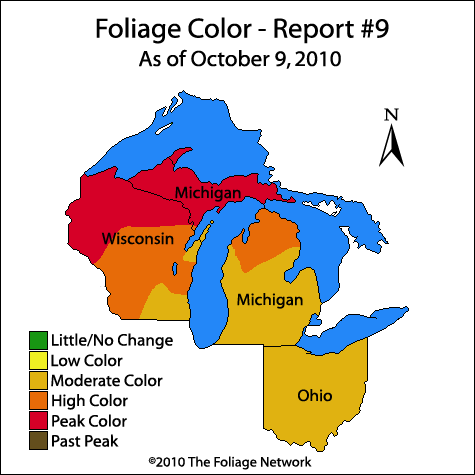 Foliage Color - Report #9
As of October 9, 2010
N
Michigan
Wisconsin
Michigan
Ohio
Little/No Change
Low Color
Moderate Color
High Color
Peak Color
Past Peak
©2010 The Foliage Network